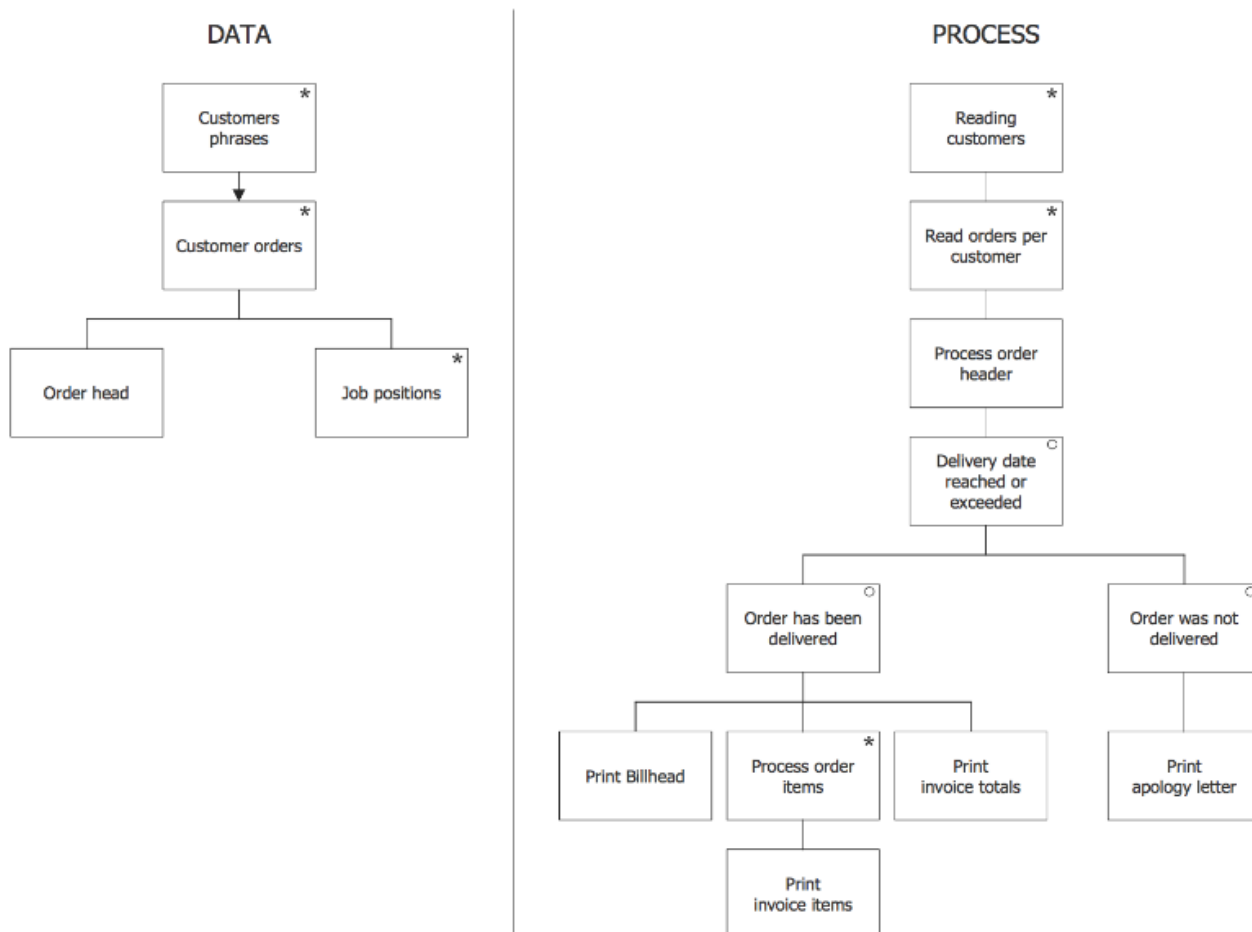 DATA
PROCESS
*
Customers
phrases
*
Reading
customers
*
Customer orders
*
Read orders per
customer
Order head
*
Job positions
Process order
header
Delivery date
reached or
exceeded
Order has been
delivered
Order was not
delivered
Print Billhead
*
Process order
items
Print
invoice totals
Print
apology letter
Print
invoice items